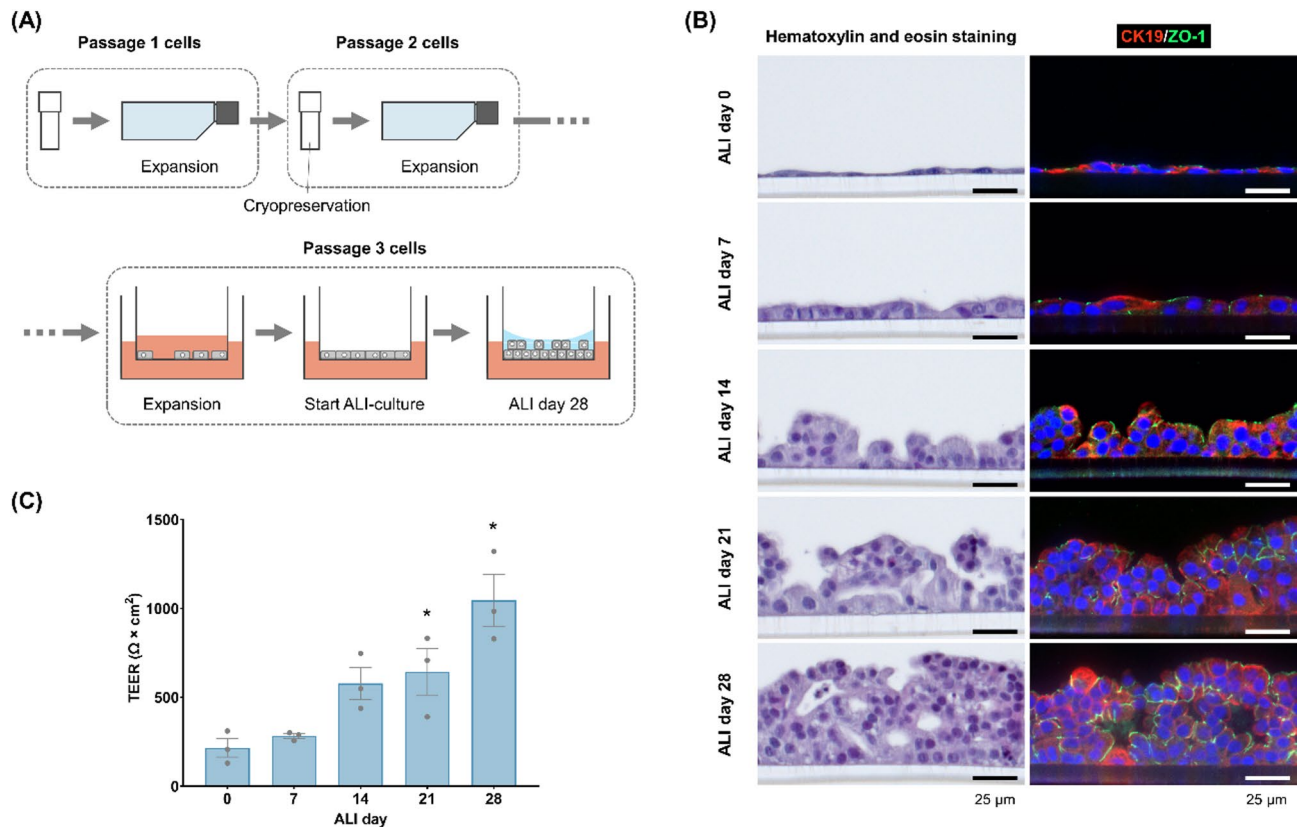 (A)
Passage 1 cells
Passage 2 cells
Expansion
Expansion
Cryopreservation
Passage 3 cells
Expansion
Start ALI-culture
ALI day 28
(B)
Hematoxylin and eosin staining
CK19/ZO-1
ALI day 0
ALI day 7
ALI day 14
ALI day 21
ALI day 28
25 µm
25 µm
(C)
TEER (Ω × cm²)
1500
1000
500
0
*
*
0 7 14 21 28
ALI day